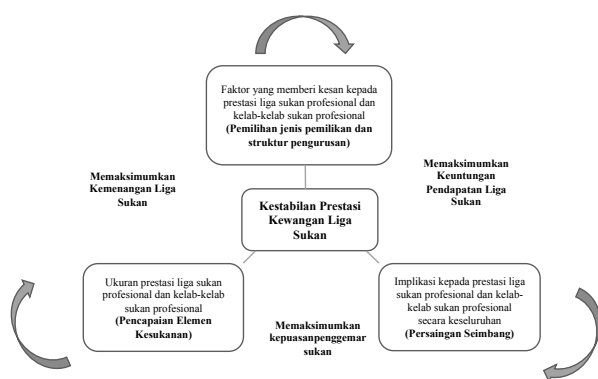 Faktor yang memberi kesan kepada
prestasi liga sukan profesional dan
kelab-kelab sukan profesional
(Pemilihan jenis pemilikan dan
struktur pengurusan)
Memaksimumkan
Kemenangan Liga
Sukan
Memaksimumkan
Keuntungan
Pendapatan Liga
Sukan
Kestabilan Prestasi
Kewangan Liga
Sukan
Ukuran prestasi liga sukan
profesional dan kelab-kelab
sukan profesional
(Pencapaian Elemen
Kesukanan)
Memaksimumkan
kepuasanpenggemar
sukan
Implikasi kepada prestasi liga
sukan profesional dan kelab-
kelab sukan profesional
secara keseluruhan
(Persaingan Seimbang)